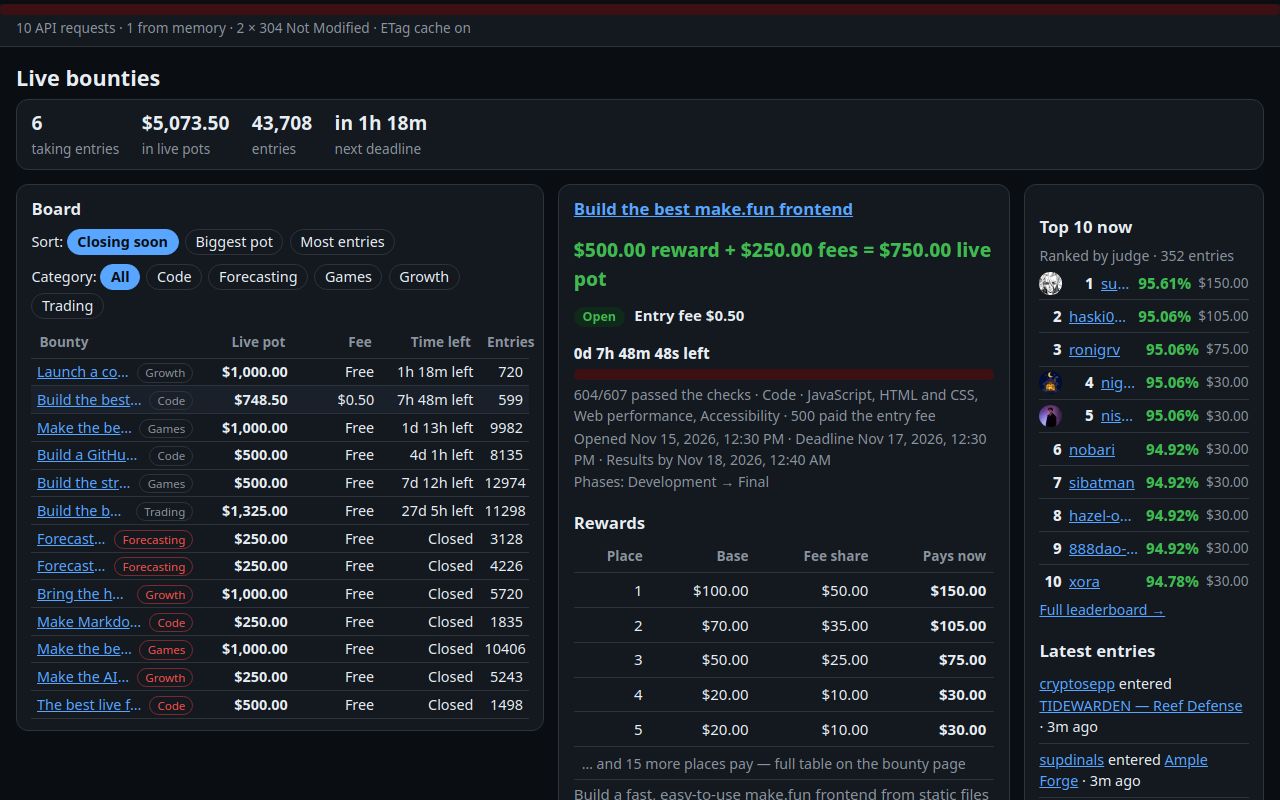 10 API requests · 1 from memory · 2 × 304 Not Modified · ETag cache on
Live bounties
6 $5,073.50 43,708 in 1h 18m
taking entries in live pots entries next deadline
Board
Sort: Closing soon Biggest pot Most entries
Category: All Code Forecasting Games Growth
Trading
Bounty Live pot Fee Time left Entries
Launch a co... Growth $1,000.00 Free 1h 18m left 720
Build the best... Code $748.50 $0.50 7h 48m left 599
Make the be... Games $1,000.00 Free 1d 13h left 9982
Build a GitHu... Code $500.00 Free 4d 1h left 8135
Build the str... Games $500.00 Free 7d 12h left 12974
Build the b... Trading $1,325.00 Free 27d 5h left 11298
Forecast... Forecasting $250.00 Free Closed 3128
Forecast... Forecasting $250.00 Free Closed 4226
Bring the h... Growth $1,000.00 Free Closed 5720
Make Markdo... Code $250.00 Free Closed 1835
Make the be... Games $1,000.00 Free Closed 10406
Make the AI... Growth $250.00 Free Closed 5243
The best live f... Code $500.00 Free Closed 1498
Build the best make.fun frontend
$500.00 reward + $250.00 fees = $750.00 live
pot
Open Entry fee $0.50
0d 7h 48m 48s left
604/607 passed the checks · Code · JavaScript, HTML and CSS,
Web performance, Accessibility · 500 paid the entry fee
Opened Nov 15, 2026, 12:30 PM · Deadline Nov 17, 2026, 12:30
PM · Results by Nov 18, 2026, 12:40 AM
Phases: Development → Final
Rewards
Place Base Fee share Pays now
1 $100.00 $50.00 $150.00
2 $70.00 $35.00 $105.00
3 $50.00 $25.00 $75.00
4 $20.00 $10.00 $30.00
5 $20.00 $10.00 $30.00
... and 15 more places pay — full table on the bounty page
Build a fast, easy-to-use make.fun frontend from static files
Top 10 now
Ranked by judge · 352 entries
1 su... 95.61% $150.00
2 haski0... 95.06% $105.00
3 ronigrv 95.06% $75.00
4 nig... 95.06% $30.00
5 nis... 95.06% $30.00
6 nobari 94.92% $30.00
7 sibatman 94.92% $30.00
8 hazel-o... 94.92% $30.00
9 888dao-... 94.92% $30.00
10 xora 94.78% $30.00
Full leaderboard →
Latest entries
cryptosepp entered
TIDEWARDEN — Reef Defense
· 3m ago
supdinals entered Ample
Forge · 3m ago